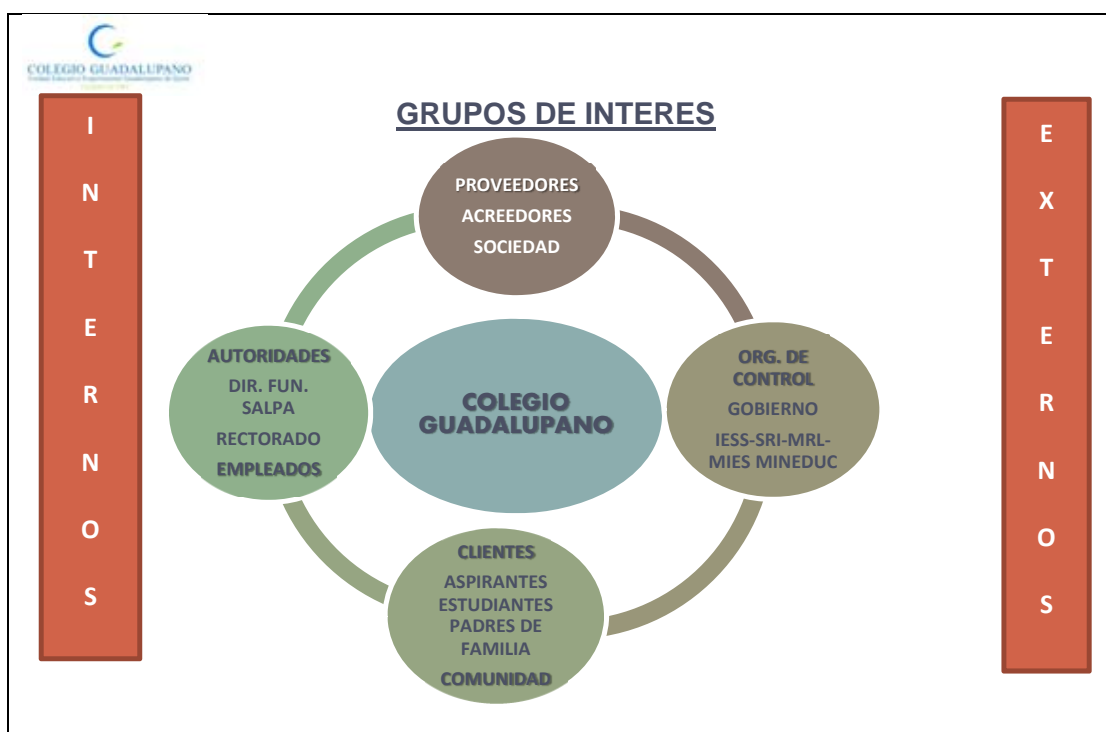 COLEGIO GUADALUPANO
GRUPOS DE INTERES
I
N
T
E
R
N
O
S
PROVEEDORES
ACREEDORES
SOCIEDAD
AUTORIDADES
DIR. FUN.
SALPA
RECTORADO
EMPLEADOS
COLEGIO
GUADALUPANO
ORG. DE
CONTROL
GOBIERNO
IESS-SRI-MRL-
MIES MINEDUC
CLIENTES
ASPIRANTES
ESTUDIANTES
PADRES DE
FAMILIA
COMUNIDAD
E
X
T
E
R
N
O
S